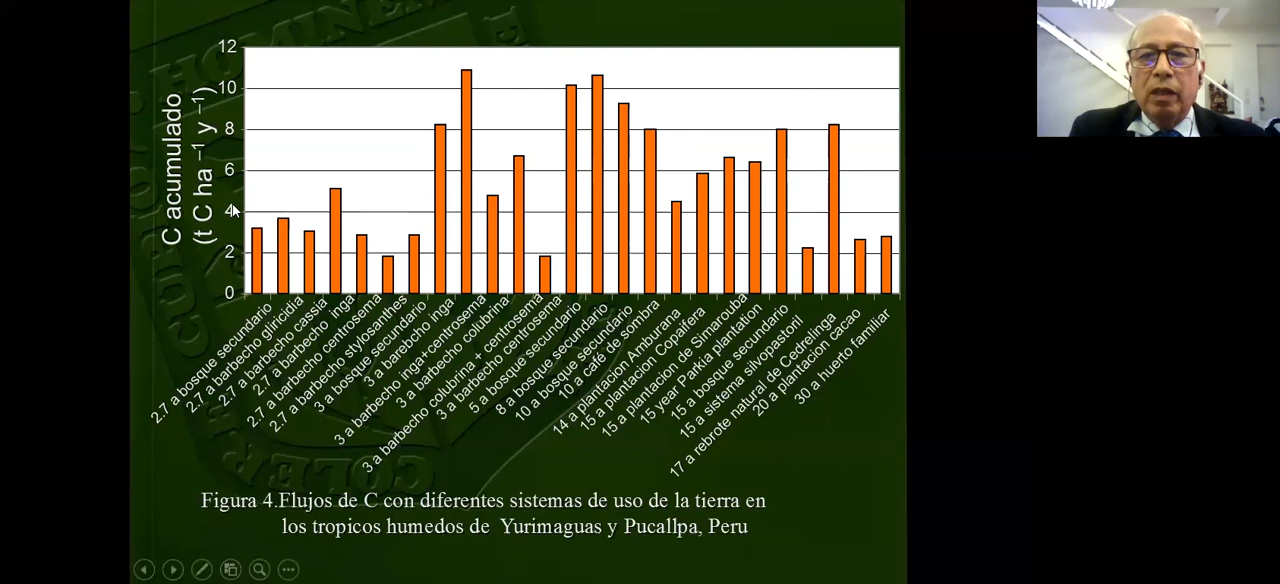 12
10
8
6
4
2
0
C acumulado
(t C ha⁻¹ y⁻¹)
2.7 a bosque secundario
2.7 a barbecho gliricidia
2.7 a barbecho cassia
2.7 a barbecho inga
2.7 a barbecho centrosema
2.7 a barbecho stylosanthes
3 a bosque secundario
3 a barebcho inga
3 a barbecho inga+centrosema
3 a barbecho colubrina
3 a barbecho colubrina + centrosema
3 a barbecho centrosema
5 a bosque secundario
8 a bosque secundario
10 a bosque secundario
10 a café de sombra
14 a plantacion Amburana
15 a plantacion Copaifera
15 a plantacion de Simarouba
15 year Parkia plantation
15 a bosque secundario
15 a sistema silvopastoril
17 a rebrote natural de Cedrelinga
20 a plantacion cacao
30 a huerto familiar
Figura 4.Flujos de C con diferentes sistemas de uso de la tierra en
los tropicos humedos de Yurimaguas y Pucallpa, Peru